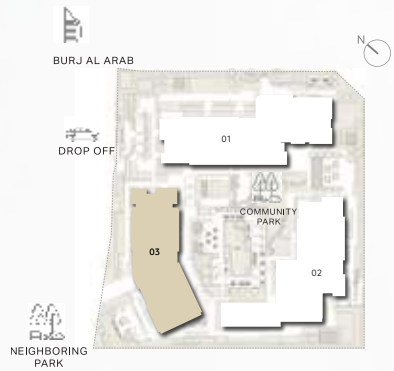 N
BURJ AL ARAB
DROP OFF
01
COMMUNITY
PARK
03
02
NEIGHBORING
PARK